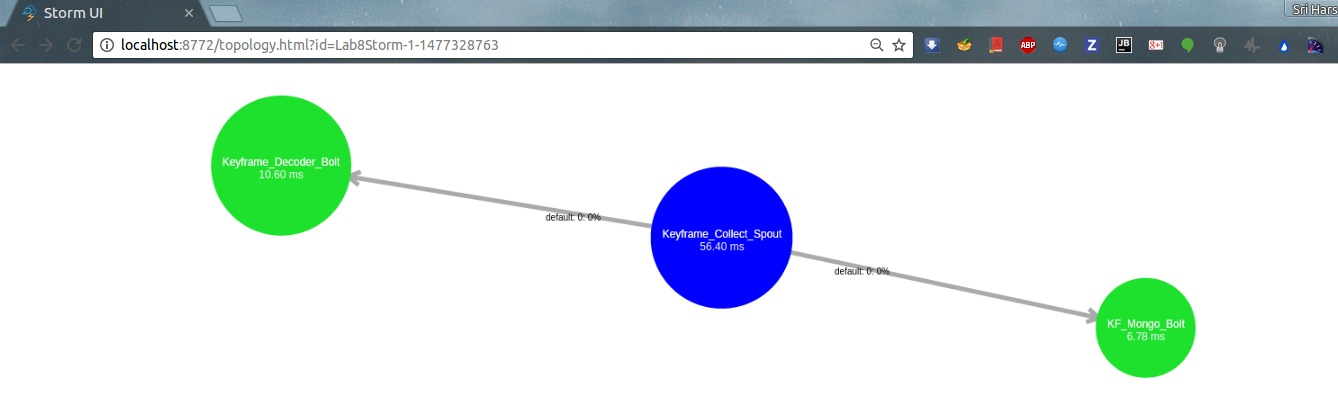 Storm UI
Sri Hars
localhost:8772/topology.html?id=Lab8Storm-1-1477328763
ABP
Z
JB
g+1
Keyframe_Decoder_Bolt
10.60 ms
default: 0: 0%
Keyframe_Collect_Spout
56.40 ms
default: 0: 0%
KF_Mongo_Bolt
6.78 ms